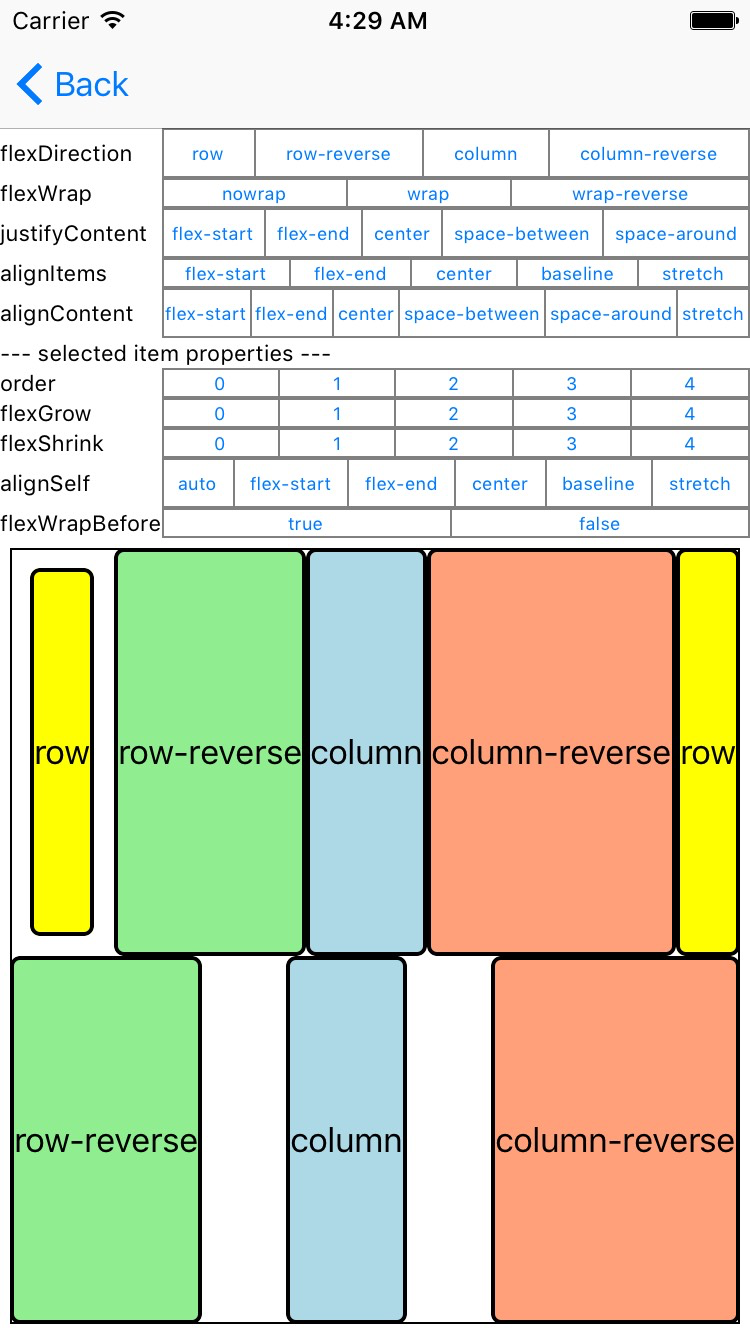 Carrier 4:29 AM
Back
flexDirection row row-reverse column column-reverse
flexWrap nowrap wrap wrap-reverse
justifyContent flex-start flex-end center space-between space-around
alignItems flex-start flex-end center baseline stretch
alignContent flex-start flex-end center space-between space-around stretch
--- selected item properties ---
order 0 1 2 3 4
flexGrow 0 1 2 3 4
flexShrink 0 1 2 3 4
alignSelf auto flex-start flex-end center baseline stretch
flexWrapBefore true false
row row-reverse column column-reverse row
row-reverse column column-reverse